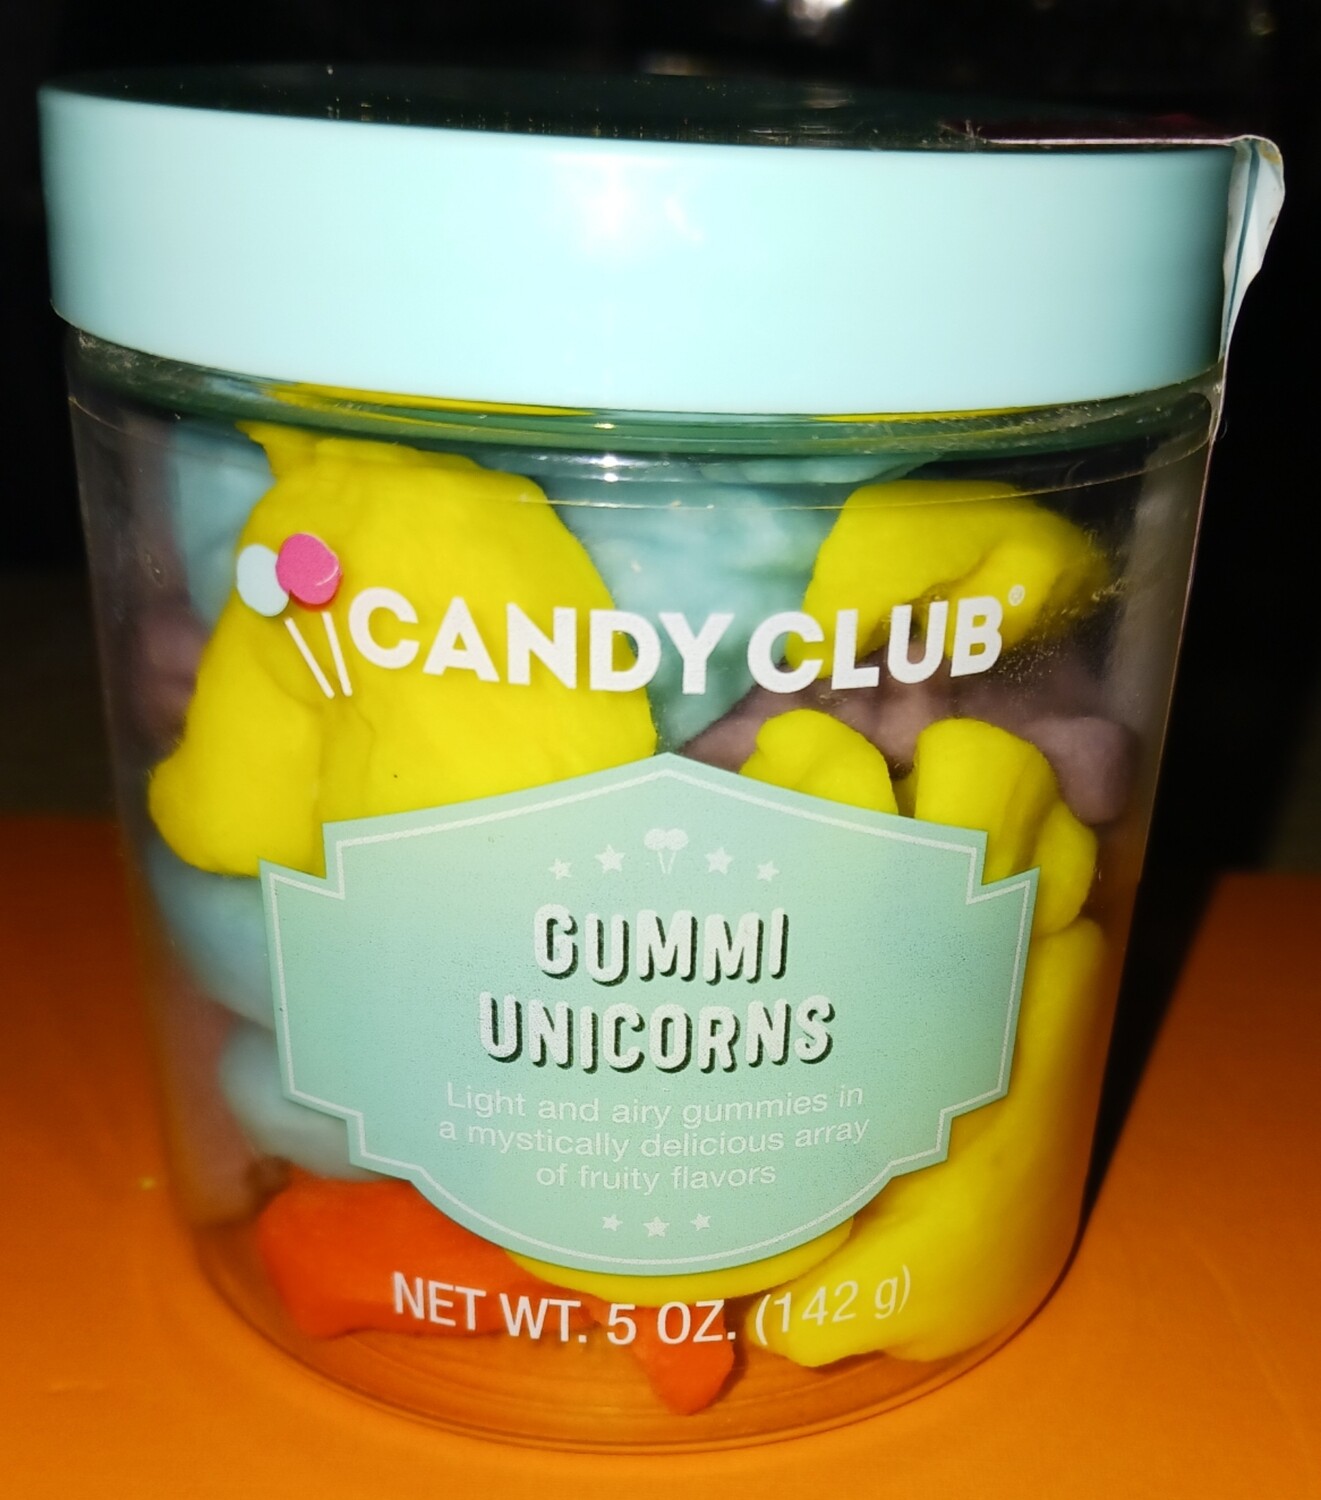 CANDY CLUB®
GUMMI
UNICORNS
Light and airy gummies in
a mystically delicious array
of fruity flavors
NET WT. 5 OZ. (142 g)